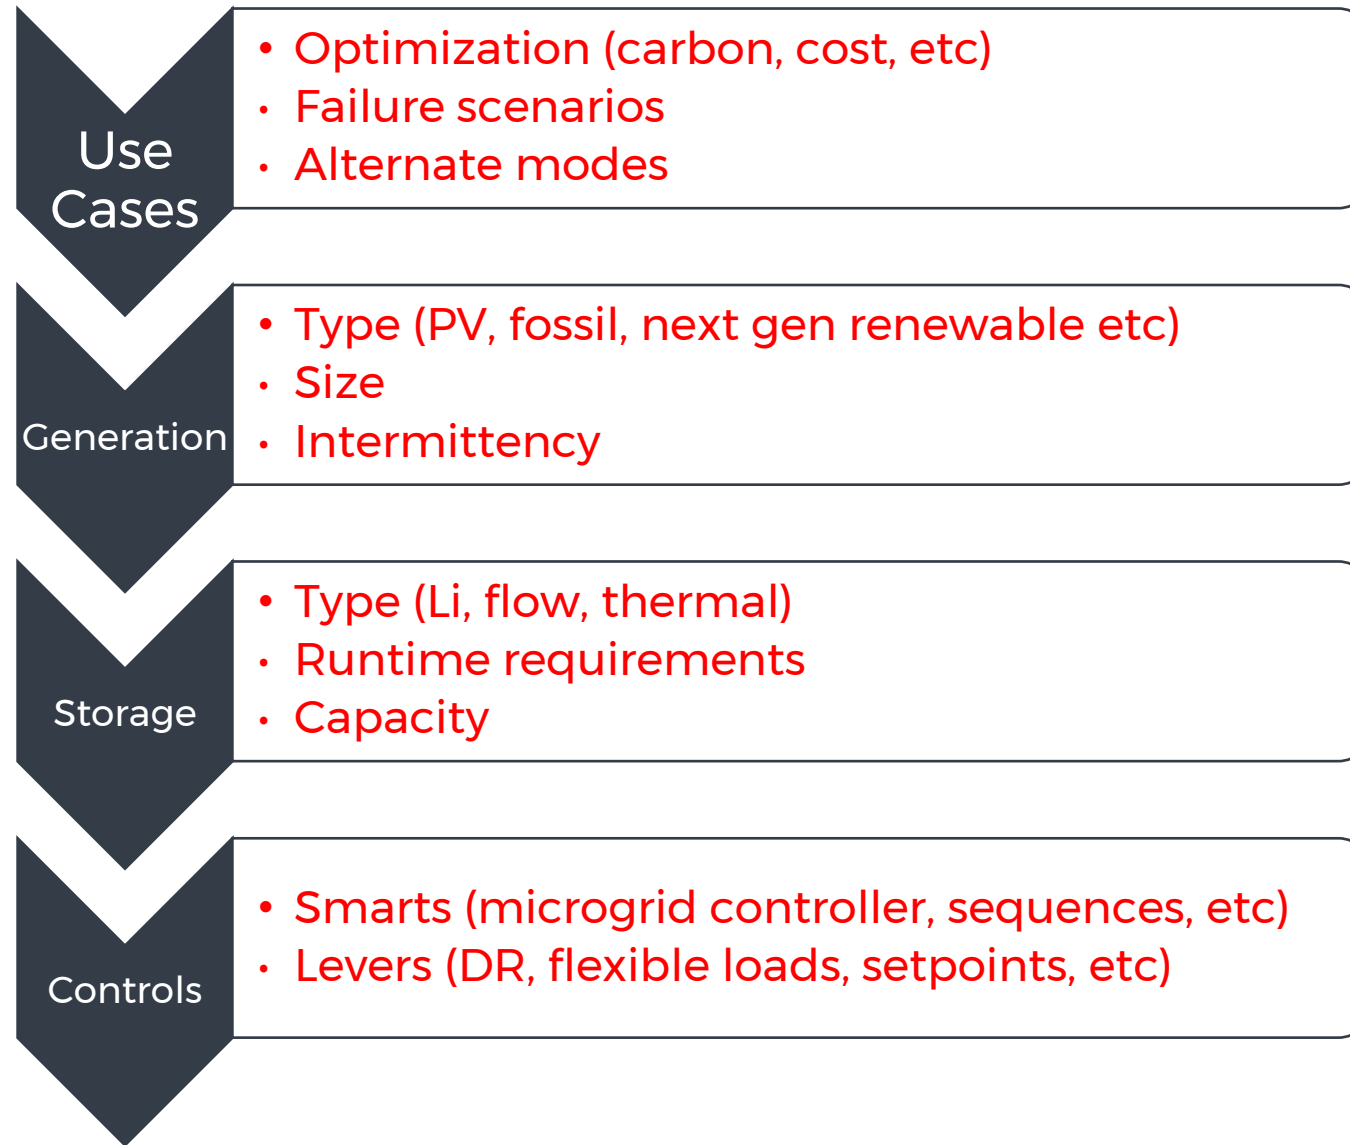 Use
Cases
• Optimization (carbon, cost, etc)
• Failure scenarios
• Alternate modes
Generation
• Type (PV, fossil, next gen renewable etc)
• Size
• Intermittency
Storage
• Type (Li, flow, thermal)
• Runtime requirements
• Capacity
Controls
• Smarts (microgrid controller, sequences, etc)
• Levers (DR, flexible loads, setpoints, etc)